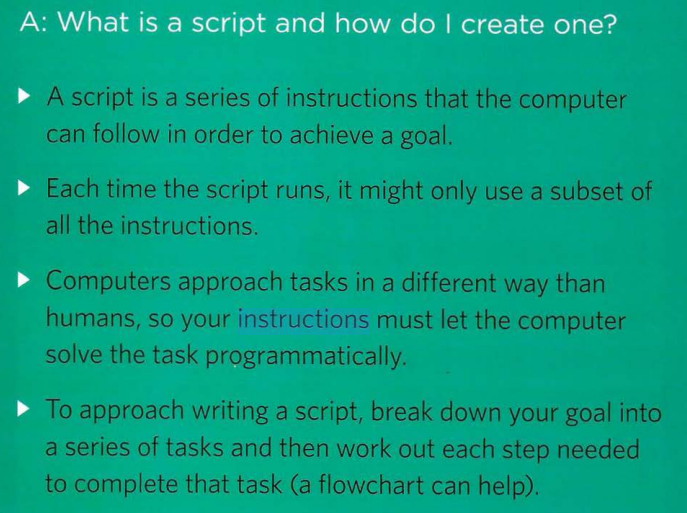 A: What is a script and how do I create one?
A script is a series of instructions that the computer
can follow in order to achieve a goal.
Each time the script runs, it might only use a subset of
all the instructions.
Computers approach tasks in a different way than
humans, so your instructions must let the computer
solve the task programmatically.
To approach writing a script, break down your goal into
a series of tasks and then work out each step needed
to complete that task (a flowchart can help).